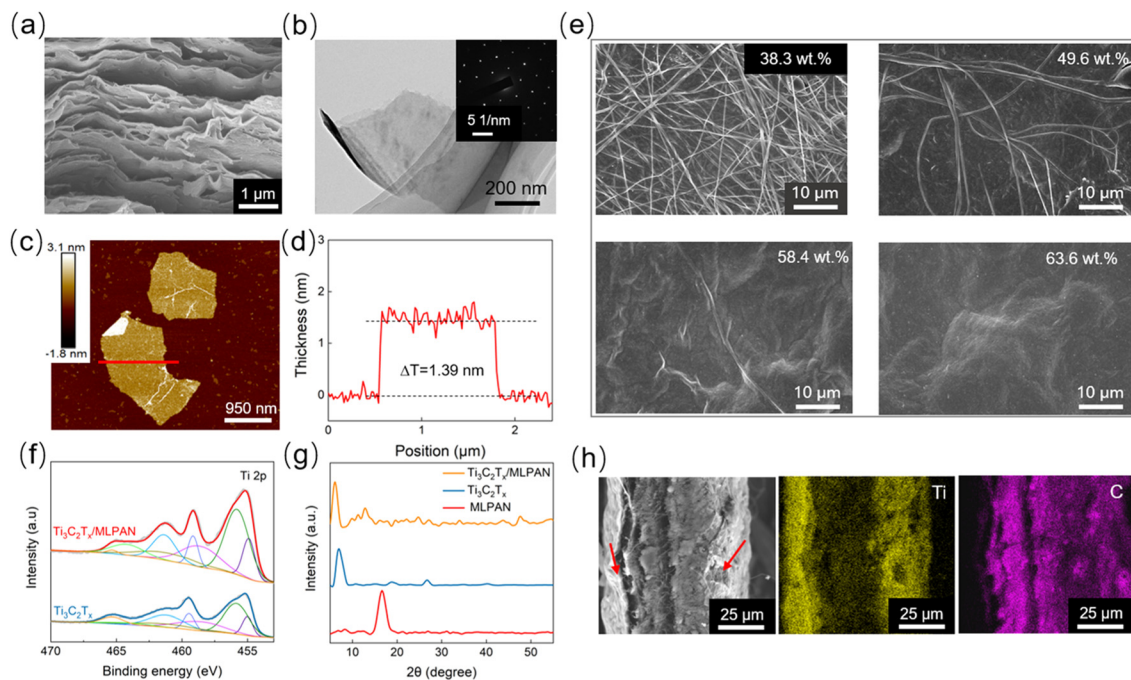 (a)
1 μm
(b)
5 1/nm
200 nm
(c)
3.1 nm
-1.8 nm
950 nm
(d)
Thickness (nm)
3
2
1
0
ΔT=1.39 nm
0
1
2
Position (μm)
(e)
38.3 wt.%
10 μm
49.6 wt.%
10 μm
58.4 wt.%
10 μm
63.6 wt.%
10 μm
(f)
Ti 2p
Intensity (a.u)
Ti₃C₂Tₓ/MLPAN
Ti₃C₂Tₓ
470
465
460
455
Binding energy (eV)
(g)
Intensity (a.u.)
Ti₃C₂Tₓ/MLPAN
Ti₃C₂Tₓ
MLPAN
10
20
30
40
50
2θ (degree)
(h)
25 μm
Ti
25 μm
C
25 μm